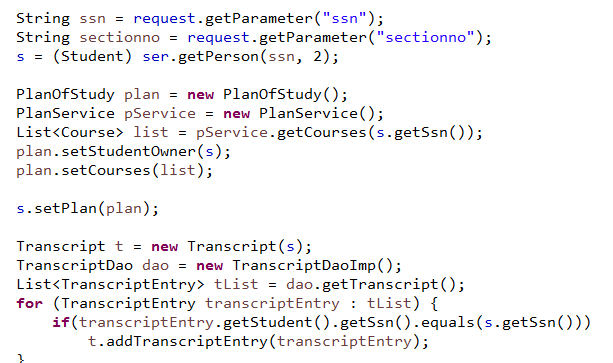 String ssn = request.getParameter("ssn");
String sectionno = request.getParameter("sectionno");
s = (Student) ser.getPerson(ssn, 2);
PlanOfStudy plan = new PlanOfStudy();
PlanService pService = new PlanService();
List<Course> list = pService.getCourses(s.getSsn());
plan.setStudentOwner(s);
plan.setCourses(list);
s.setPlan(plan);
Transcript t = new Transcript(s);
TranscriptDao dao = new TranscriptDaoImp();
List<TranscriptEntry> tList = dao.getTranscript();
for (TranscriptEntry transcriptEntry : tList) {
if(transcriptEntry.getStudent().getSsn().equals(s.getSsn()))
t.addTranscriptEntry(transcriptEntry);
}